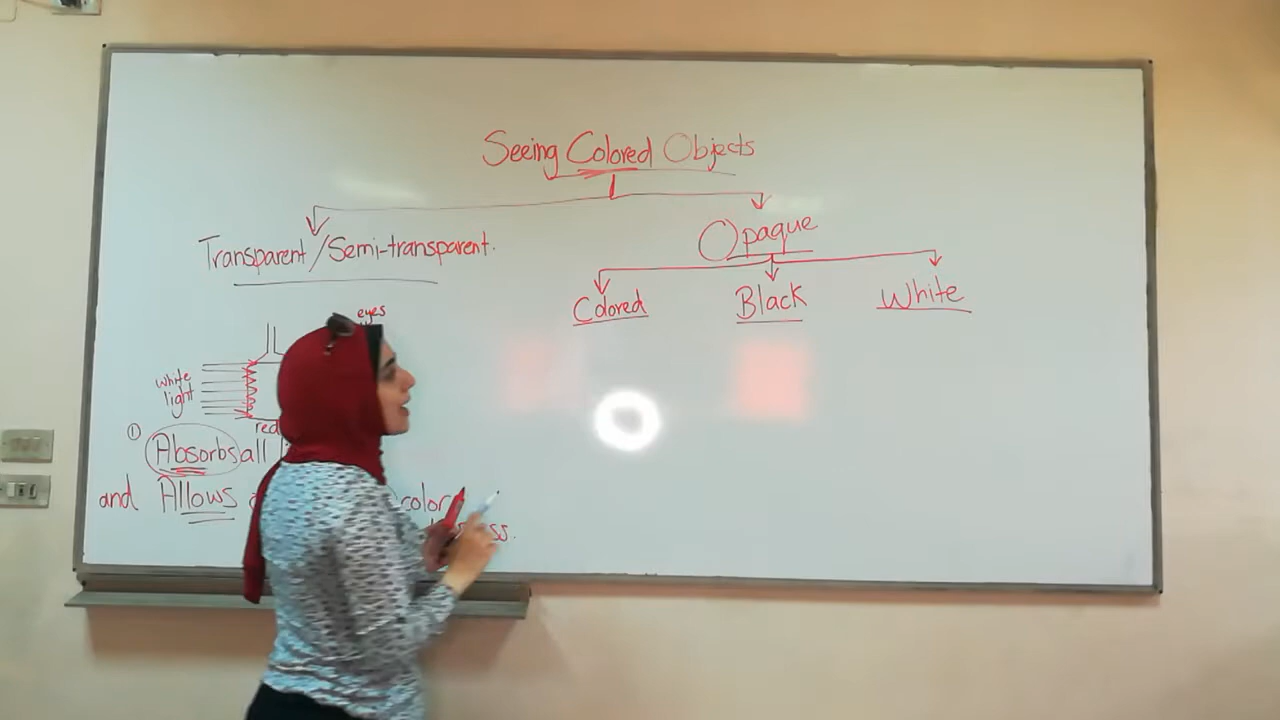 Seeing Colored Objects
Transparent/Semi-transparent.
Opaque
Colored
Black
White
eyes
white
light
red
① Absorbs all
and Allows
color
ss.